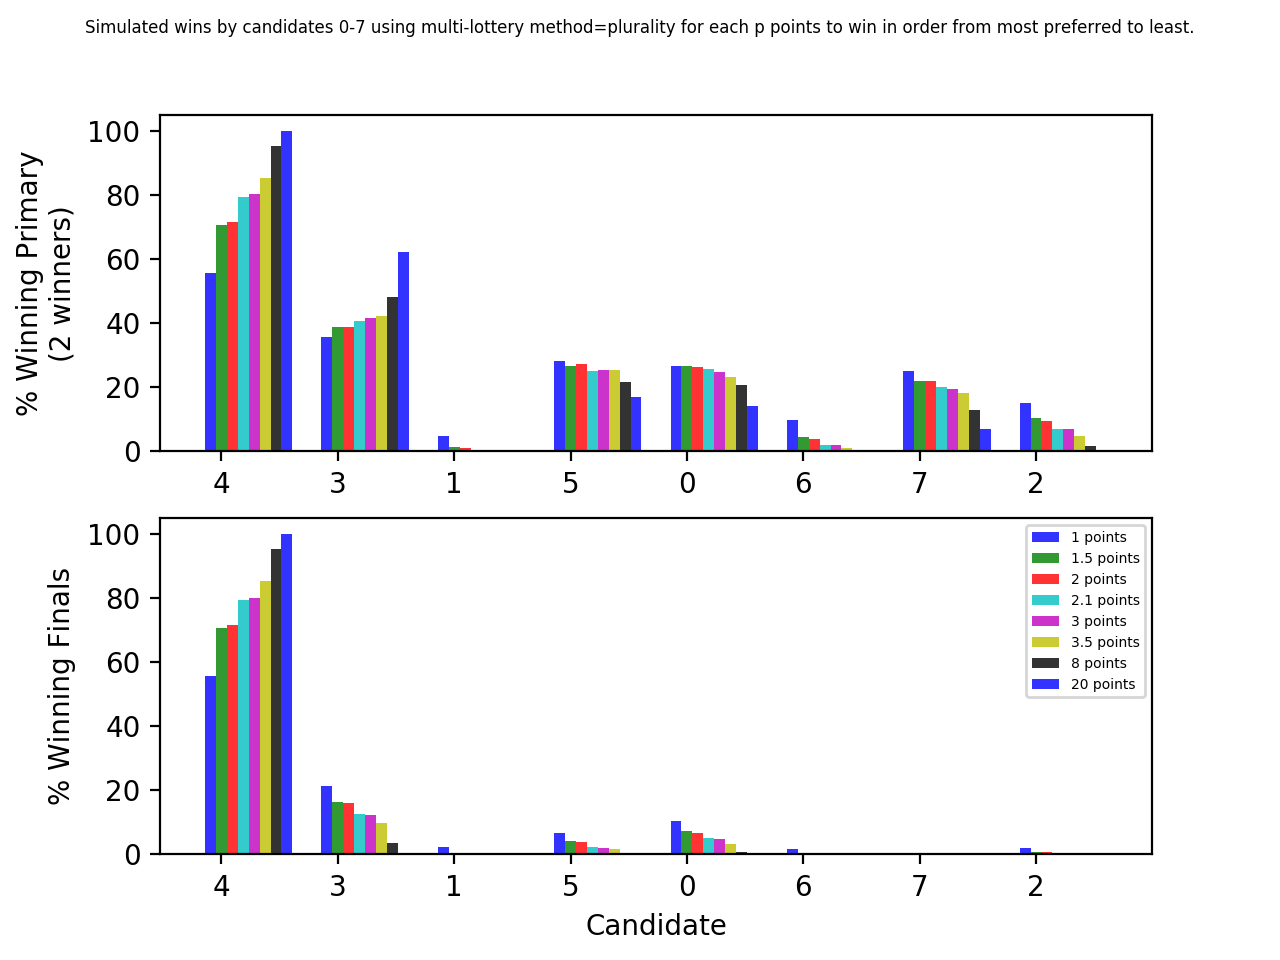 Simulated wins by candidates 0-7 using multi-lottery method=plurality for each p points to win in order from most preferred to least.
% Winning Primary
(2 winners)
100
80
60
40
20
0
4 3 1 5 0 6 7 2
% Winning Finals
100
80
60
40
20
0
1 points
1.5 points
2 points
2.1 points
3 points
3.5 points
8 points
20 points
4 3 1 5 0 6 7 2
Candidate